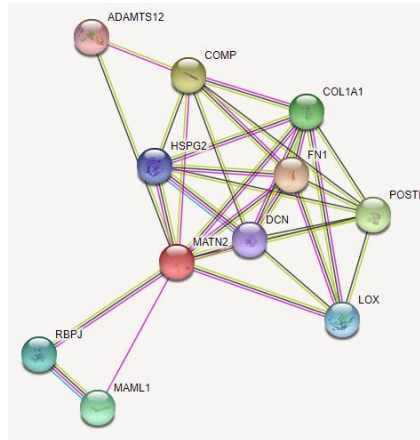 ADAMTS12
COMP
COL1A1
HSPG2
FN1
POSTN
DCN
MATN2
LOX
RBPJ
MAML1